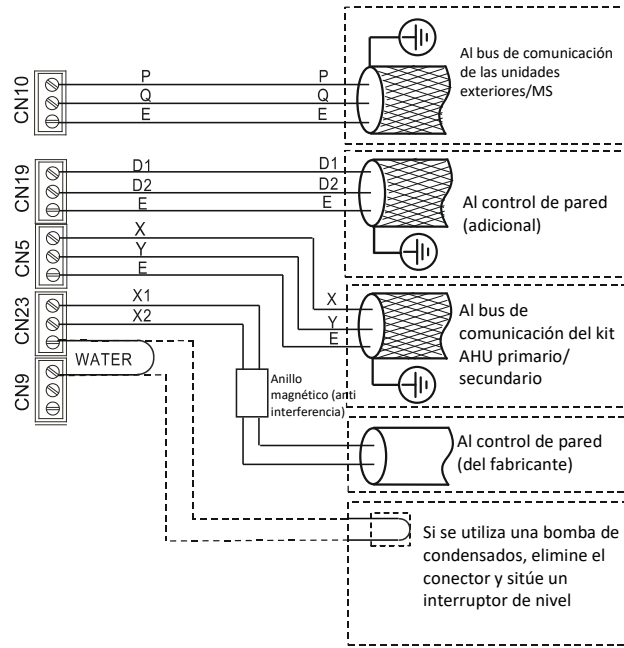 CN10
P
Q
E
P
Q
E
Al bus de comunicación
de las unidades
exteriores/MS
CN19
D1
D2
E
D1
D2
E
Al control de pared
(adicional)
CN5
X
Y
E
X
Y
E
Al bus de
comunicación del kit
AHU primario/
secundario
CN23
X1
X2
WATER
CN9
Anillo
magnético (anti
interferencia)
Al control de pared
(del fabricante)
Si se utiliza una bomba de
condensados, elimine el
conector y sitúe un
interruptor de nivel